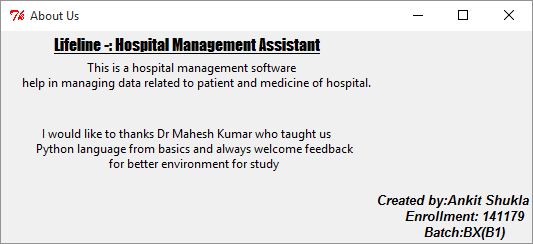 About Us
Lifeline -: Hospital Management Assistant
This is a hospital management software
help in managing data related to patient and medicine of hospital.
I would like to thanks Dr Mahesh Kumar who taught us
Python language from basics and always welcome feedback
for better environment for study
Created by:Ankit Shukla
Enrollment: 141179
Batch:BX(B1)